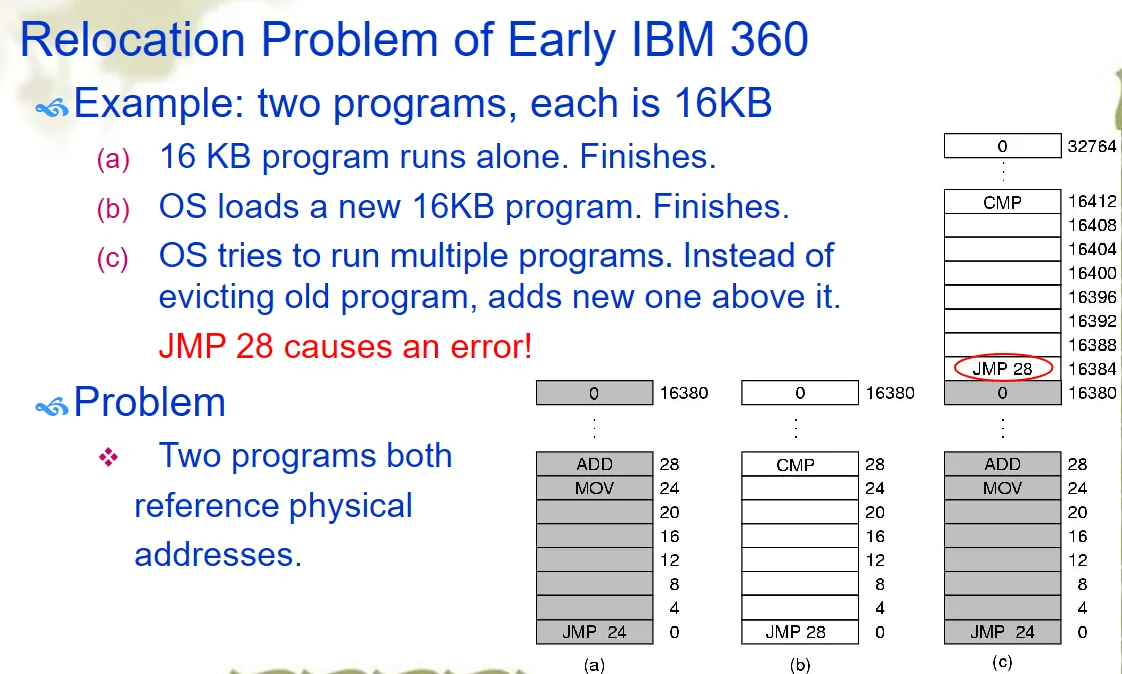 Relocation Problem of Early IBM 360
Example: two programs, each is 16KB
(a) 16 KB program runs alone. Finishes.
(b) OS loads a new 16KB program. Finishes.
(c) OS tries to run multiple programs. Instead of
evicting old program, adds new one above it.
JMP 28 causes an error!
Problem
Two programs both
reference physical
addresses.
0 16380
ADD 28
MOV 24
20
16
12
8
4
JMP 24 0
(a)
0 16380
CMP 28
24
20
16
12
8
4
JMP 28 0
(b)
0 32764
CMP 16412
16408
16404
16400
16396
16392
16388
JMP 28 16384
0 16380
ADD 28
MOV 24
20
16
12
8
4
JMP 24 0
(c)